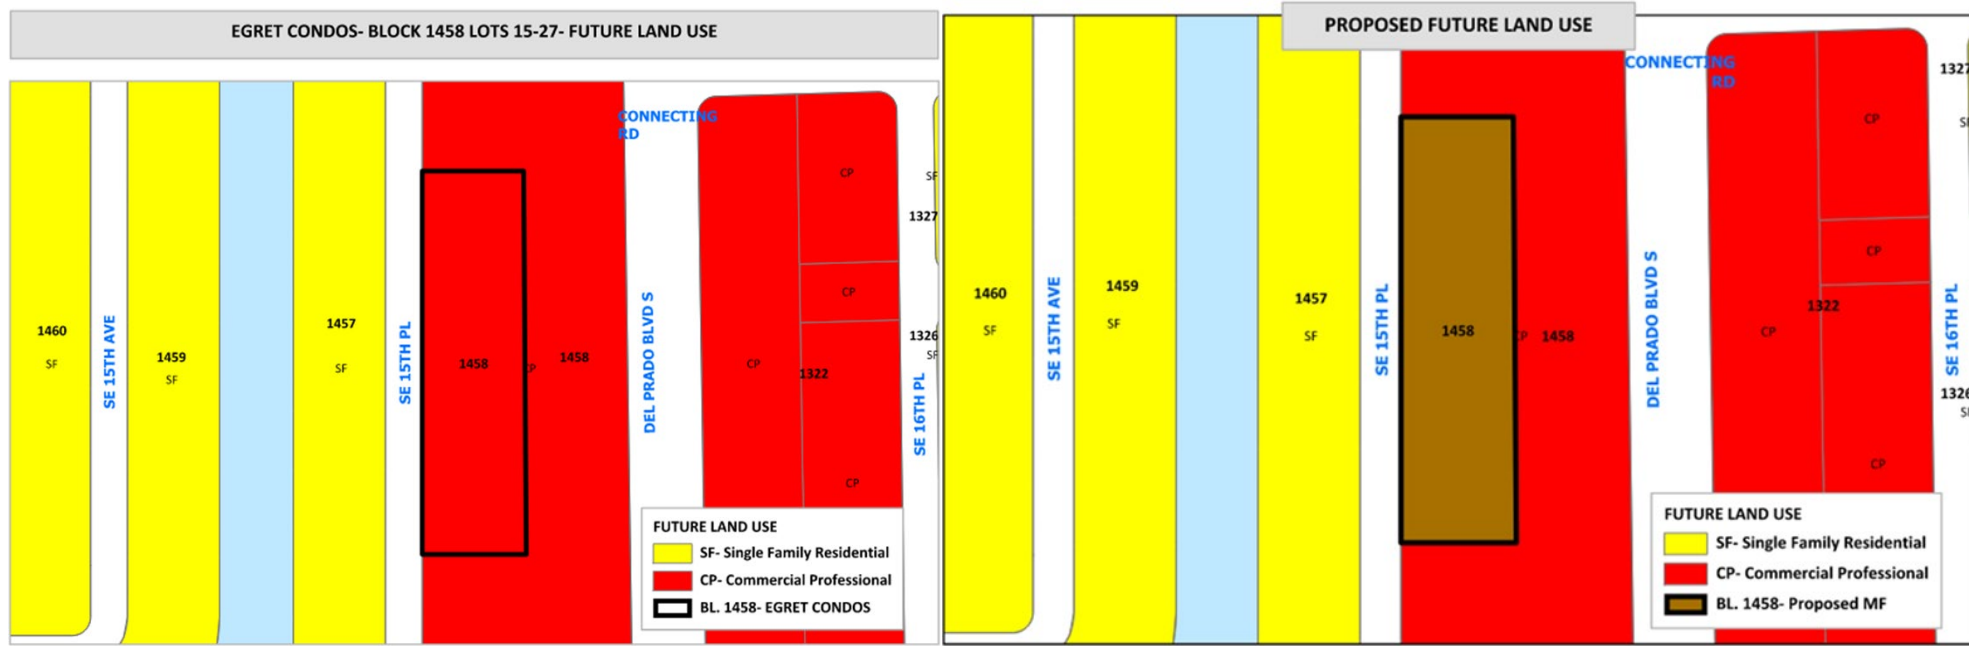 EGRET CONDOS- BLOCK 1458 LOTS 15-27- FUTURE LAND USE
CONNECTING
RD
CP
SF
1327
CP
1326
SF
1460
SF
SE 15TH AVE
1459
SF
1457
SF
SE 15TH PL
1458
CP
1458
DEL PRADO BLVD S
CP
1322
SE 16TH PL
CP
FUTURE LAND USE
SF- Single Family Residential
CP- Commercial Professional
BL. 1458- EGRET CONDOS
PROPOSED FUTURE LAND USE
CONNECTING
RD
1327
CP
CP
1460
SF
SE 15TH AVE
1459
SF
1457
SF
SE 15TH PL
1458
CP
1458
DEL PRADO BLVD S
CP
1322
SE 16TH PL
1326
CP
FUTURE LAND USE
SF- Single Family Residential
CP- Commercial Professional
BL. 1458- Proposed MF